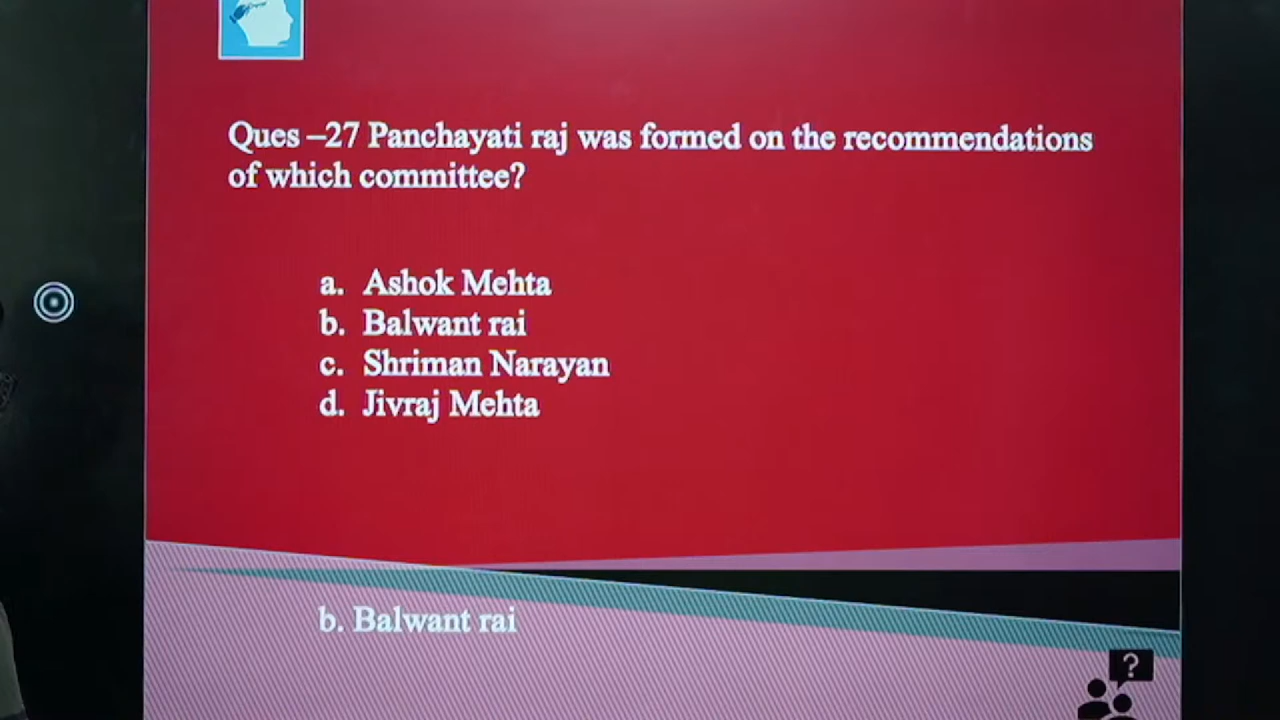 Ques –27 Panchayati raj was formed on the recommendations
of which committee?
a. Ashok Mehta
b. Balwant rai
c. Shriman Narayan
d. Jivraj Mehta
b. Balwant rai
?